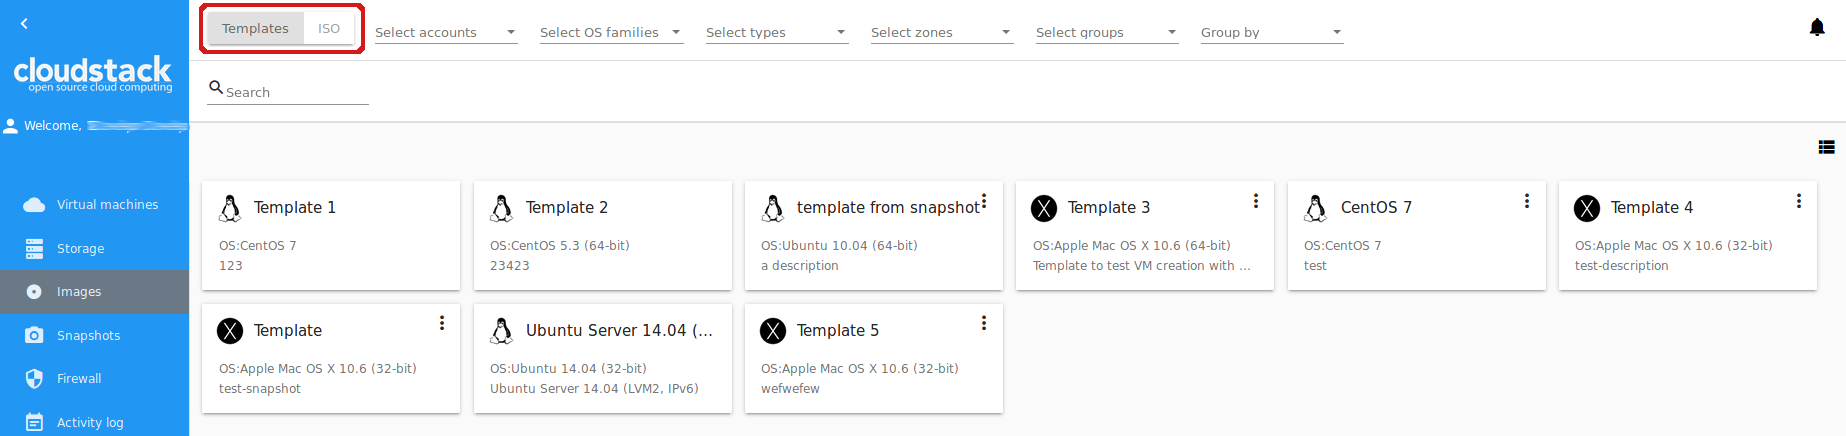 Templates ISO Select accounts Select OS families Select types Select zones Select groups Group by
cloudstack
open source cloud computing
Search
Welcome,
Virtual machines
Storage
Images
Snapshots
Firewall
Activity log
Template 1
OS:CentOS 7
123
Template 2
OS:CentOS 5.3 (64-bit)
23423
template from snapshot
OS:Ubuntu 10.04 (64-bit)
a description
Template 3
OS:Apple Mac OS X 10.6 (64-bit)
Template to test VM creation with ...
CentOS 7
OS:CentOS 7
test
Template 4
OS:Apple Mac OS X 10.6 (32-bit)
test-description
Template
OS:Apple Mac OS X 10.6 (32-bit)
test-snapshot
Ubuntu Server 14.04 (...
OS:Ubuntu 14.04 (32-bit)
Ubuntu Server 14.04 (LVM2, IPv6)
Template 5
OS:Apple Mac OS X 10.6 (32-bit)
wefwefew